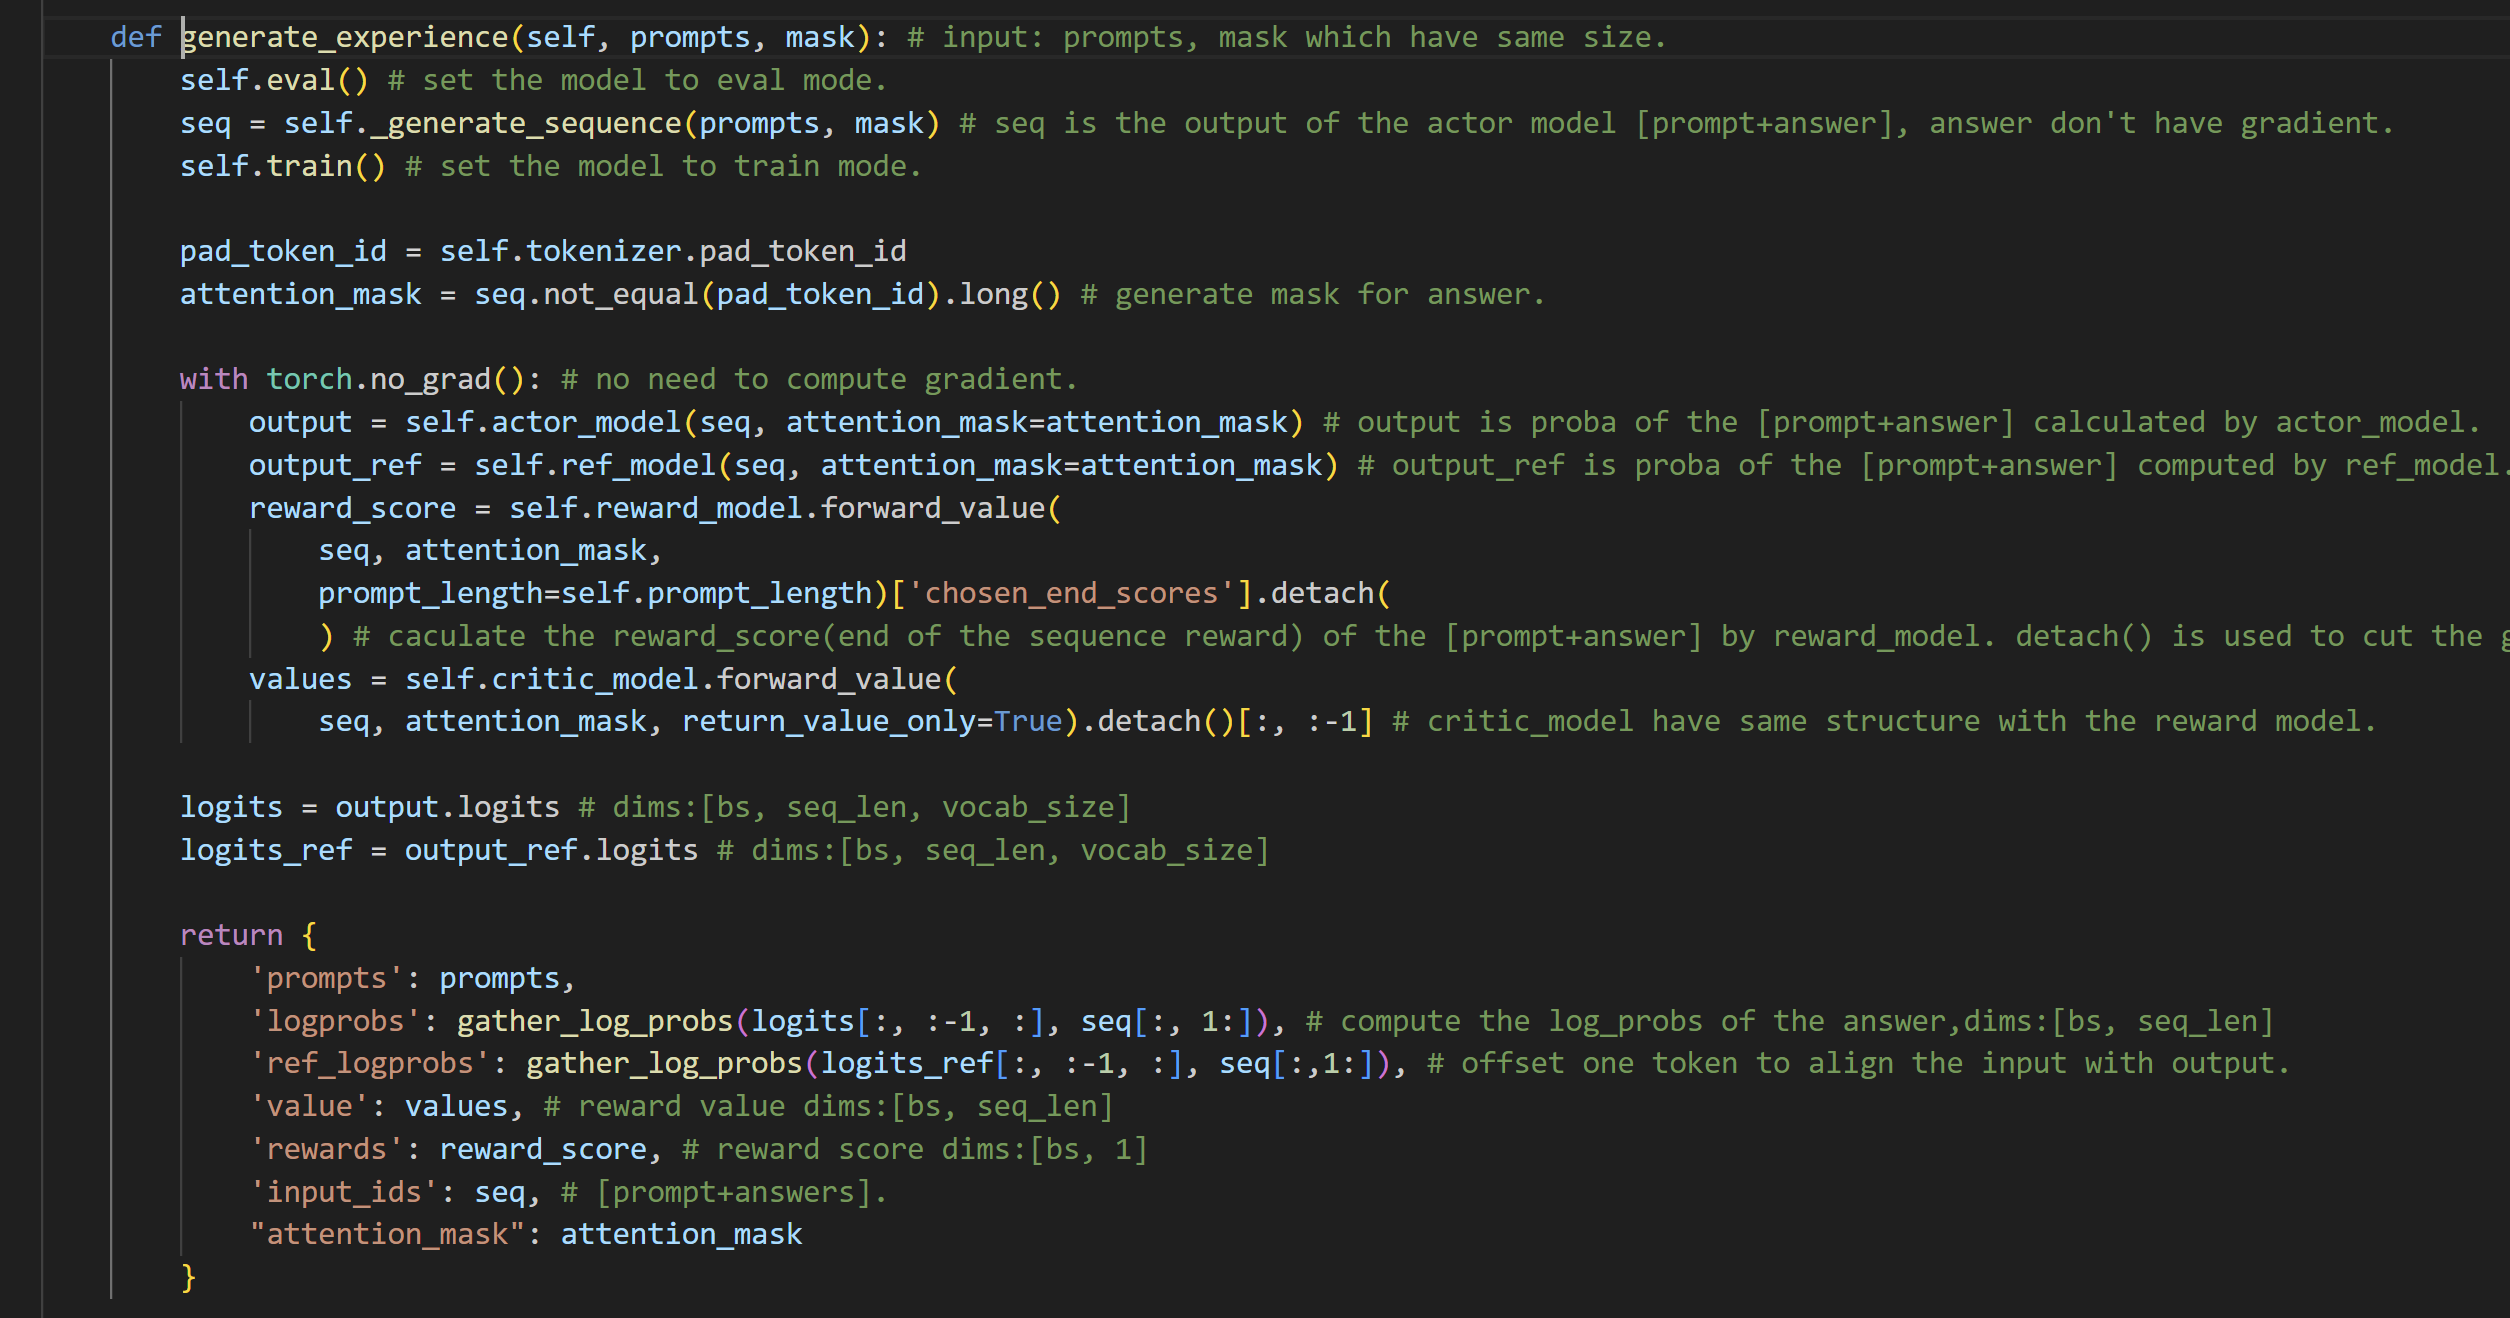 def generate_experience(self, prompts, mask): # input: prompts, mask which have same size.
self.eval() # set the model to eval mode.
seq = self._generate_sequence(prompts, mask) # seq is the output of the actor model [prompt+answer], answer don't have gradient.
self.train() # set the model to train mode.
pad_token_id = self.tokenizer.pad_token_id
attention_mask = seq.not_equal(pad_token_id).long() # generate mask for answer.
with torch.no_grad(): # no need to compute gradient.
output = self.actor_model(seq, attention_mask=attention_mask) # output is proba of the [prompt+answer] calculated by actor_model.
output_ref = self.ref_model(seq, attention_mask=attention_mask) # output_ref is proba of the [prompt+answer] computed by ref_model.
reward_score = self.reward_model.forward_value(
seq, attention_mask,
prompt_length=self.prompt_length)['chosen_end_scores'].detach(
) # caculate the reward_score(end of the sequence reward) of the [prompt+answer] by reward_model. detach() is used to cut the
values = self.critic_model.forward_value(
seq, attention_mask, return_value_only=True).detach()[:, :-1] # critic_model have same structure with the reward model.
logits = output.logits # dims:[bs, seq_len, vocab_size]
logits_ref = output_ref.logits # dims:[bs, seq_len, vocab_size]
return {
'prompts': prompts,
'logprobs': gather_log_probs(logits[:, :-1, :], seq[:, 1:]), # compute the log_probs of the answer,dims:[bs, seq_len]
'ref_logprobs': gather_log_probs(logits_ref[:, :-1, :], seq[:,1:]), # offset one token to align the input with output.
'value': values, # reward value dims:[bs, seq_len]
'rewards': reward_score, # reward score dims:[bs, 1]
'input_ids': seq, # [prompt+answers].
"attention_mask": attention_mask
}